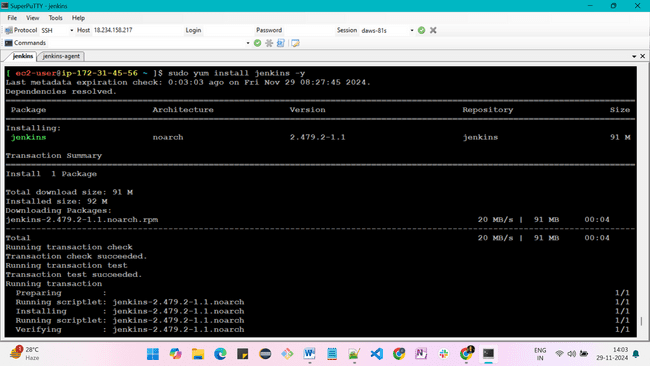 SuperPuTTY - jenkins
File View Tools Help
Protocol SSH Host 18.234.158.217 Login Password Session daws-81s
Commands
jenkins jenkins-agent
[ ec2-user@ip-172-31-45-56 ~ ]$ sudo yum install jenkins -y
Last metadata expiration check: 0:03:03 ago on Fri Nov 29 08:27:45 2024.
Dependencies resolved.
Package Architecture Version Repository Size
Installing:
jenkins noarch 2.479.2-1.1 jenkins 91 M
Transaction Summary
Install 1 Package
Total download size: 91 M
Installed size: 92 M
Downloading Packages:
jenkins-2.479.2-1.1.noarch.rpm 20 MB/s | 91 MB 00:04
Total 20 MB/s | 91 MB 00:04
Running transaction check
Transaction check succeeded.
Running transaction test
Transaction test succeeded.
Running transaction
Preparing : 1/1
Running scriptlet: jenkins-2.479.2-1.1.noarch 1/1
Installing : jenkins-2.479.2-1.1.noarch 1/1
Running scriptlet: jenkins-2.479.2-1.1.noarch 1/1
Verifying : jenkins-2.479.2-1.1.noarch 1/1
28°C
Haze
ENG
IN
14:03
29-11-2024